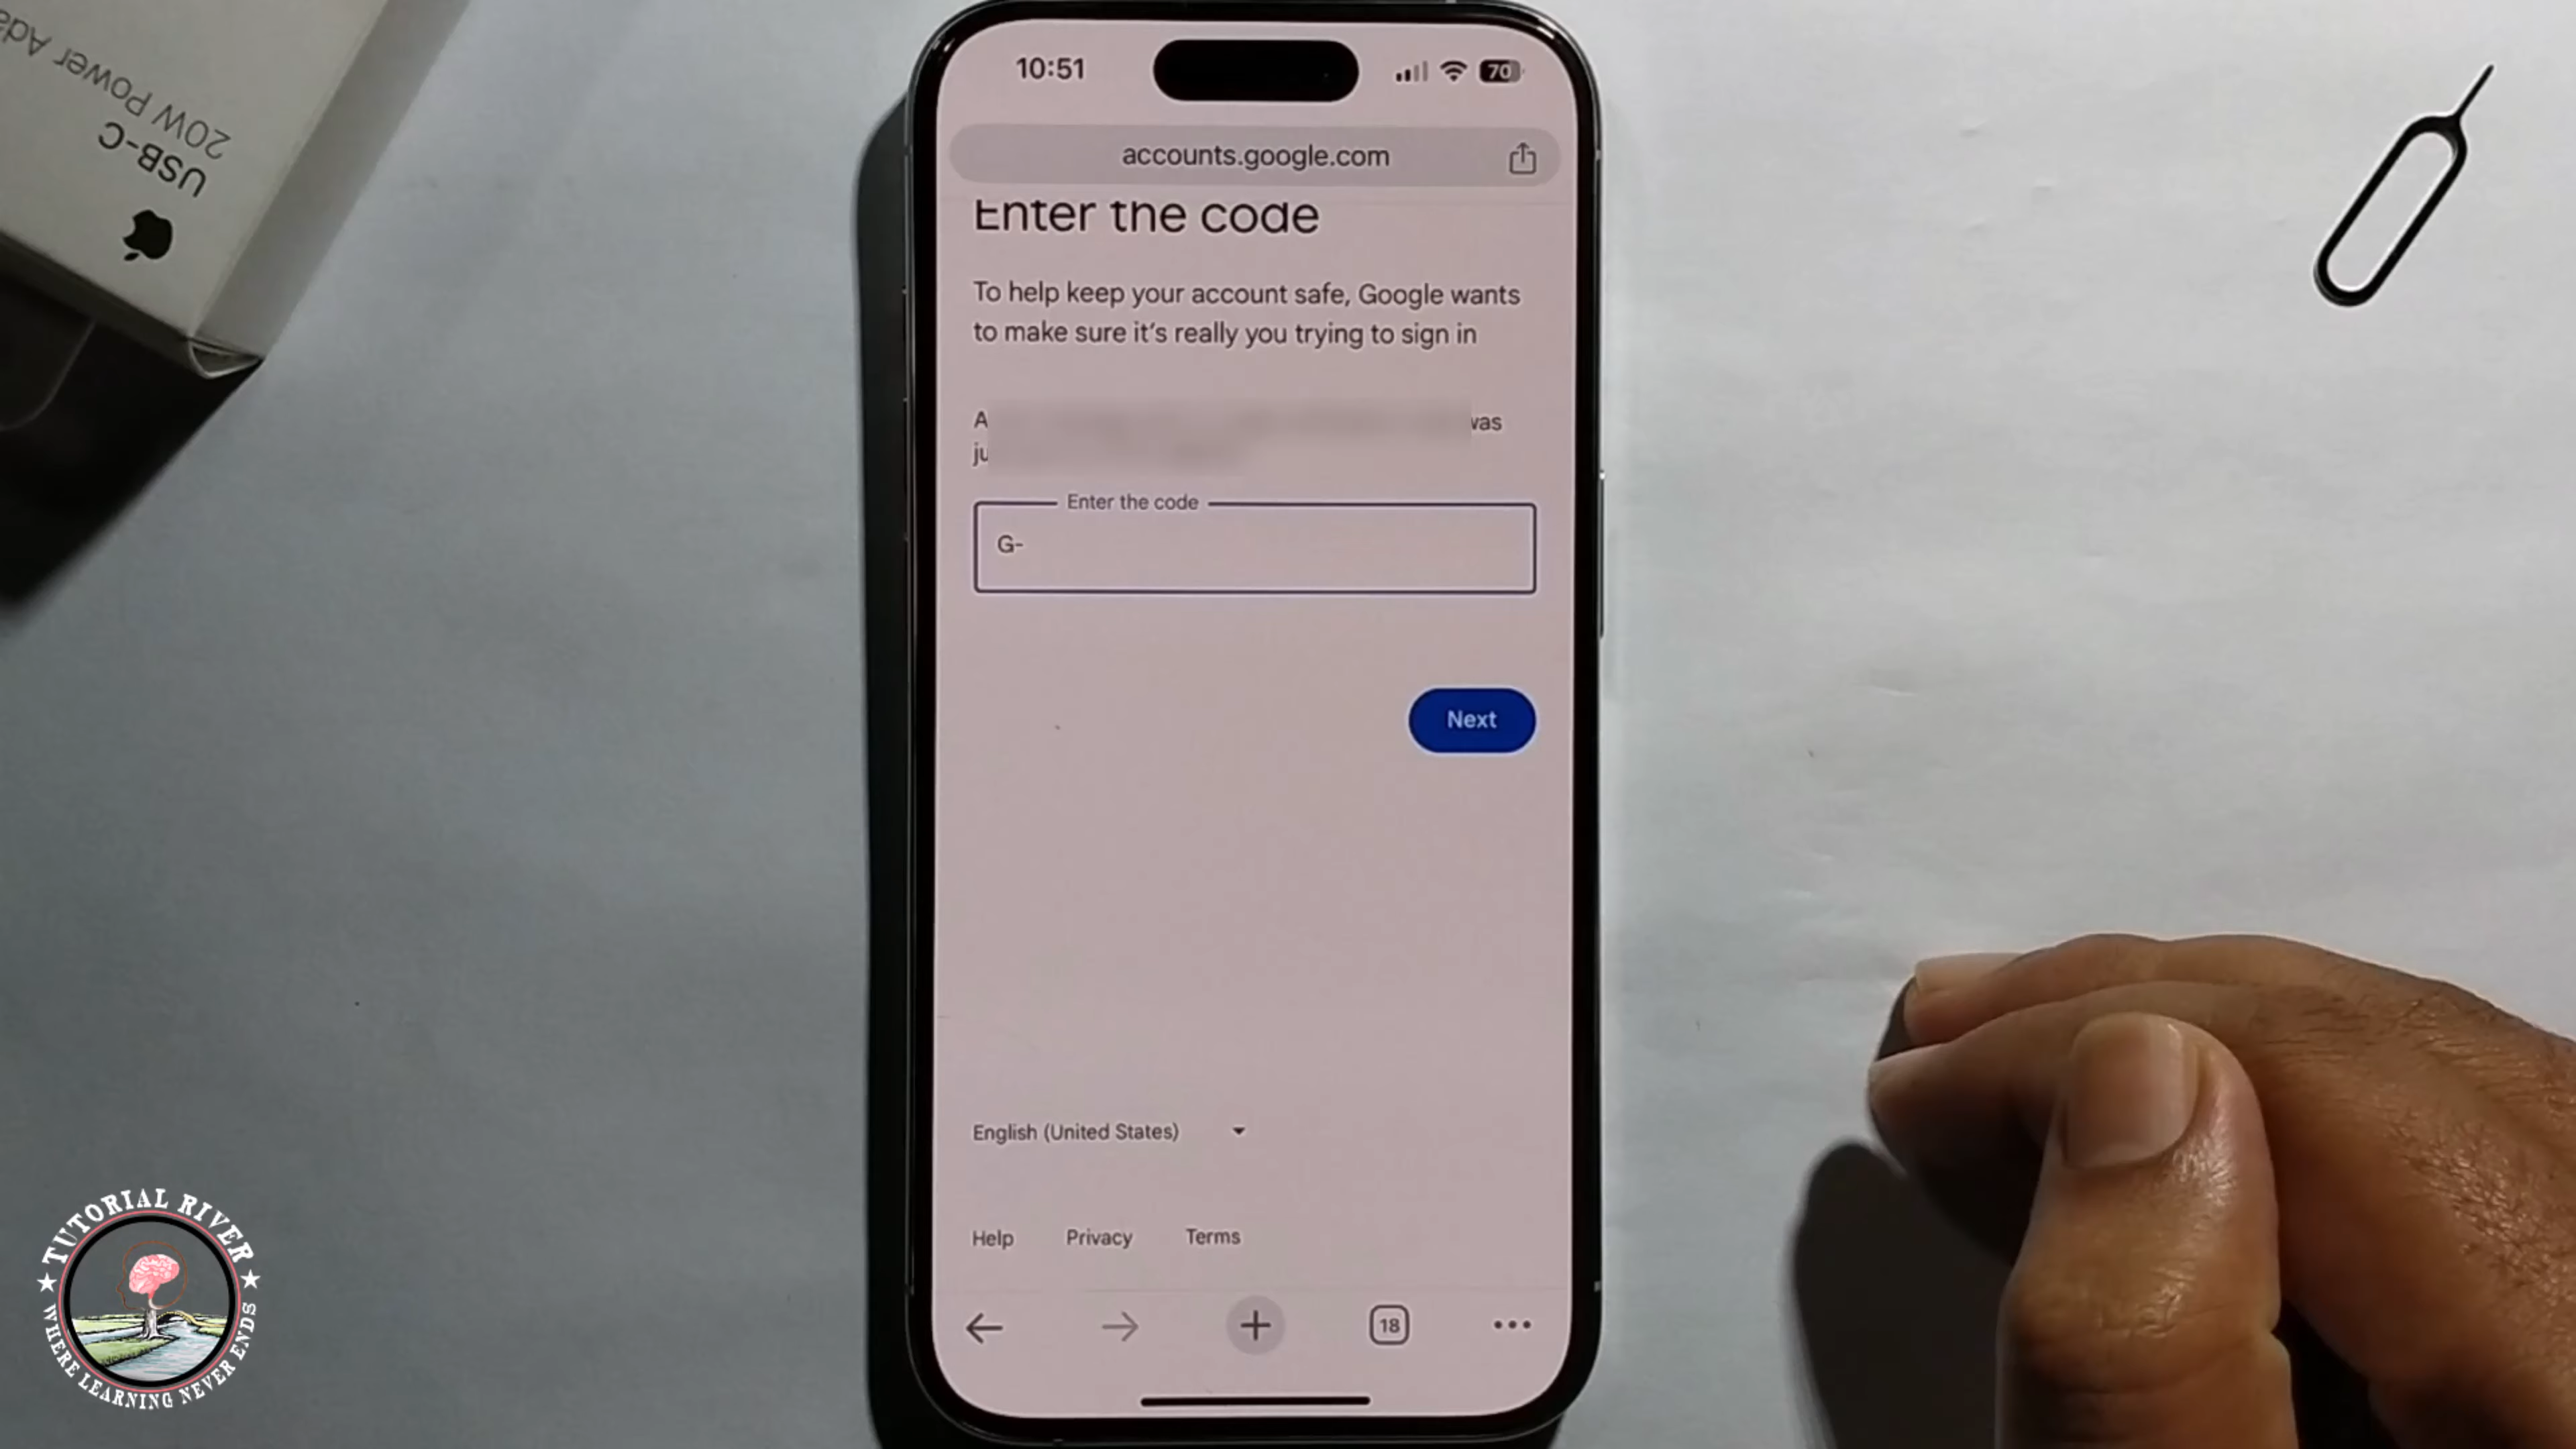 USB-C
20W Power Ada
10:51
70
accounts.google.com
Enter the code
To help keep your account safe, Google wants
to make sure it's really you trying to sign in
A was
ju
Enter the code
G-
Next
English (United States)
Help Privacy Terms
18
TUTORIAL RIVER
WHERE LEARNING NEVER ENDS